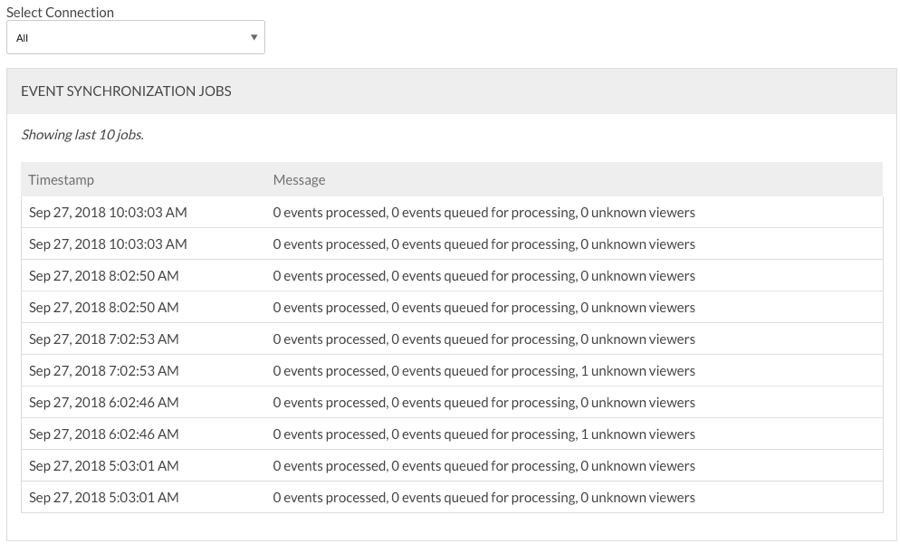 Select Connection
All
EVENT SYNCHRONIZATION JOBS
Showing last 10 jobs.
Timestamp Message
Sep 27, 2018 10:03:03 AM 0 events processed, 0 events queued for processing, 0 unknown viewers
Sep 27, 2018 10:03:03 AM 0 events processed, 0 events queued for processing, 0 unknown viewers
Sep 27, 2018 8:02:50 AM 0 events processed, 0 events queued for processing, 0 unknown viewers
Sep 27, 2018 8:02:50 AM 0 events processed, 0 events queued for processing, 0 unknown viewers
Sep 27, 2018 7:02:53 AM 0 events processed, 0 events queued for processing, 0 unknown viewers
Sep 27, 2018 7:02:53 AM 0 events processed, 0 events queued for processing, 1 unknown viewers
Sep 27, 2018 6:02:46 AM 0 events processed, 0 events queued for processing, 0 unknown viewers
Sep 27, 2018 6:02:46 AM 0 events processed, 0 events queued for processing, 1 unknown viewers
Sep 27, 2018 5:03:01 AM 0 events processed, 0 events queued for processing, 0 unknown viewers
Sep 27, 2018 5:03:01 AM 0 events processed, 0 events queued for processing, 0 unknown viewers